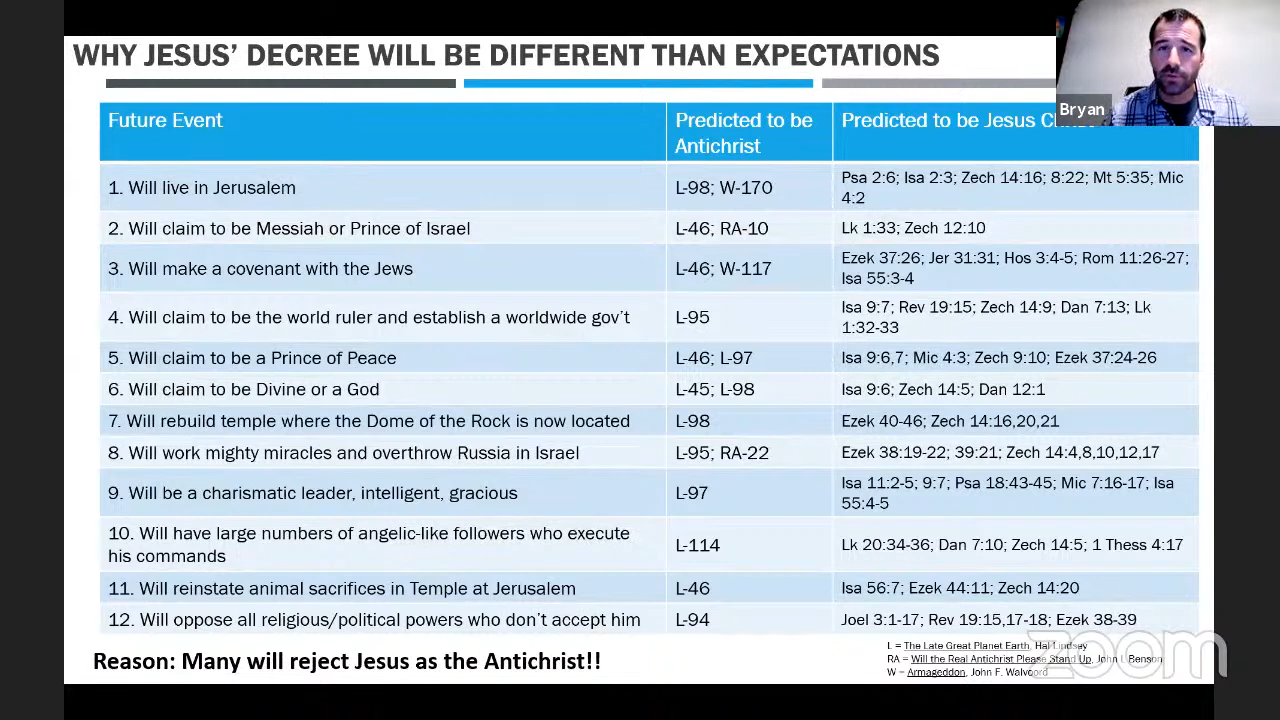 WHY JESUS' DECREE WILL BE DIFFERENT THAN EXPECTATIONS
Bryan
Future Event
Predicted to be
Antichrist
Predicted to be Jesus
1. Will live in Jerusalem
L-98; W-170
Psa 2:6; Isa 2:3; Zech 14:16; 8:22; Mt 5:35; Mic
4:2
2. Will claim to be Messiah or Prince of Israel
L-46; RA-10
Lk 1:33; Zech 12:10
3. Will make a covenant with the Jews
L-46; W-117
Ezek 37:26; Jer 31:31; Hos 3:4-5; Rom 11:26-27;
Isa 55:3-4
4. Will claim to be the world ruler and establish a worldwide gov't
L-95
Isa 9:7; Rev 19:15; Zech 14:9; Dan 7:13; Lk
1:32-33
5. Will claim to be a Prince of Peace
L-46; L-97
Isa 9:6,7; Mic 4:3; Zech 9:10; Ezek 37:24-26
6. Will claim to be Divine or a God
L-45; L-98
Isa 9:6; Zech 14:5; Dan 12:1
7. Will rebuild temple where the Dome of the Rock is now located
L-98
Ezek 40-46; Zech 14:16,20,21
8. Will work mighty miracles and overthrow Russia in Israel
L-95; RA-22
Ezek 38:19-22; 39:21; Zech 14:4,8,10,12,17
9. Will be a charismatic leader, intelligent, gracious
L-97
Isa 11:2-5; 9:7; Psa 18:43-45; Mic 7:16-17; Isa
55:4-5
10. Will have large numbers of angelic-like followers who execute
his commands
L-114
Lk 20:34-36; Dan 7:10; Zech 14:5; 1 Thess 4:17
11. Will reinstate animal sacrifices in Temple at Jerusalem
L-46
Isa 56:7; Ezek 44:11; Zech 14:20
12. Will oppose all religious/political powers who don't accept him
L-94
Joel 3:1-17; Rev 19:15,17-18; Ezek 38-39
Reason: Many will reject Jesus as the Antichrist!!
L = The Late Great Planet Earth, Hal Lindsey
RA = Will the Real Antichrist Please Stand Up, John L Benson
W = Armageddon, John F. Walvoord
zoom